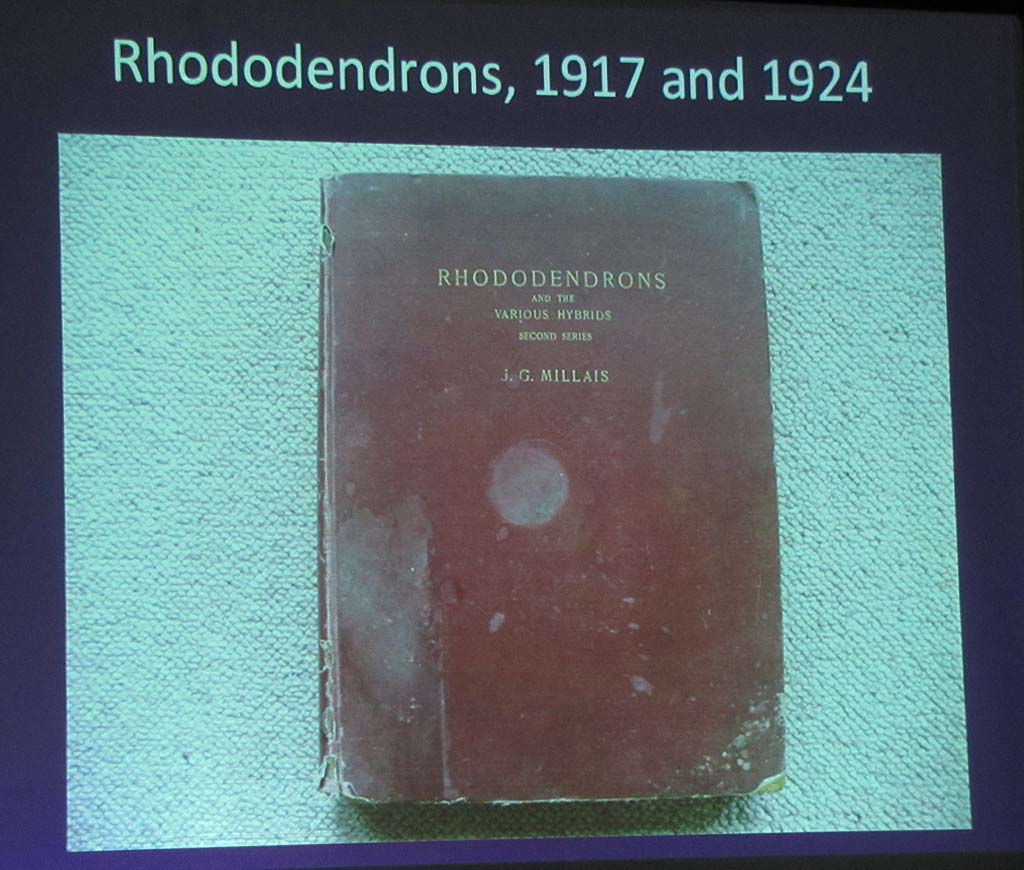 Rhododendrons, 1917 and 1924
RHODODENDRONS
AND THE
VARIOUS HYBRIDS
SECOND SERIES
J. G. MILLAIS